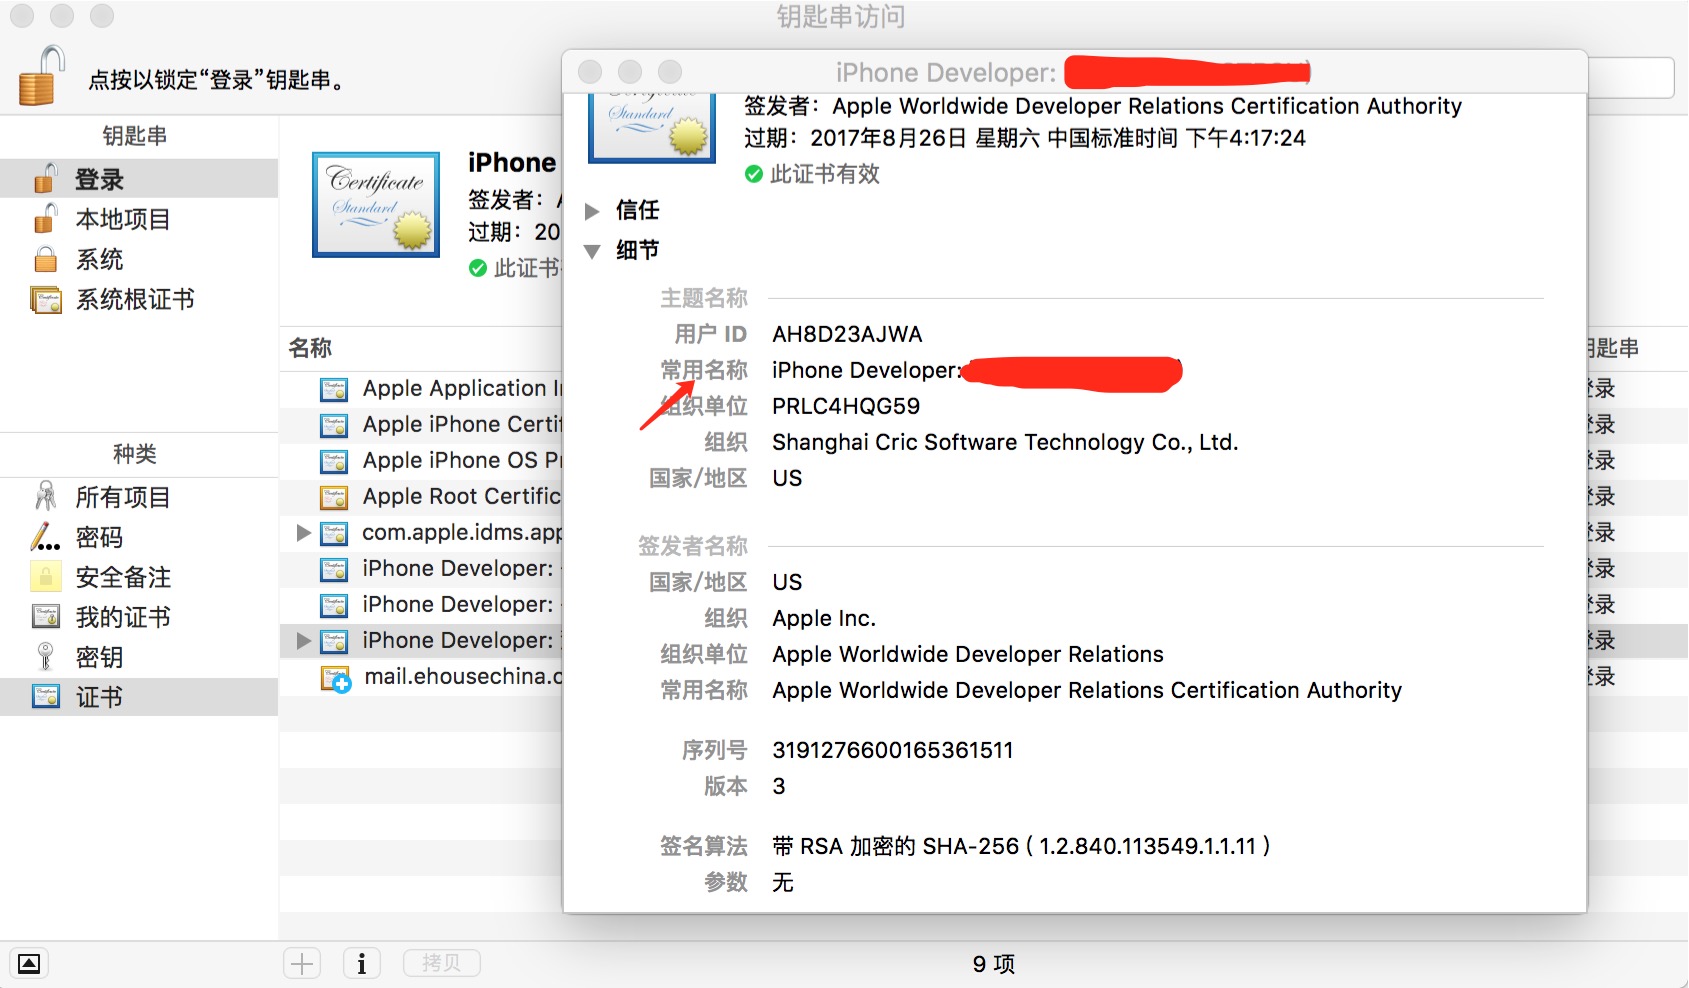 钥匙串访问
点按以锁定“登录”钥匙串。
钥匙串
登录
本地项目
系统
系统根证书
种类
所有项目
密码
安全备注
我的证书
密钥
证书
Certificate
Standard
iPhone
签发者：
过期：20
此证书
名称
Apple Application
Apple iPhone Certif
Apple iPhone OS
Apple Root Certific
com.apple.idms.app
iPhone Developer:
iPhone Developer:
iPhone Developer:
mail.ehousechina.c
iPhone Developer:
Standard
签发者：Apple Worldwide Developer Relations Certification Authority
过期：2017年8月26日 星期六 中国标准时间 下午4:17:24
此证书有效
信任
细节
主题名称
用户 ID AH8D23AJWA
常用名称 iPhone Developer:
组织单位 PRLC4HQG59
组织 Shanghai Cric Software Technology Co., Ltd.
国家/地区 US
签发者名称
国家/地区 US
组织 Apple Inc.
组织单位 Apple Worldwide Developer Relations
常用名称 Apple Worldwide Developer Relations Certification Authority
序列号 3191276600165361511
版本 3
签名算法 带 RSA 加密的 SHA-256 ( 1.2.840.113549.1.1.11 )
参数 无
钥匙串
登录
登录
登录
登录
登录
登录
登录
登录
登录
拷贝
9 项